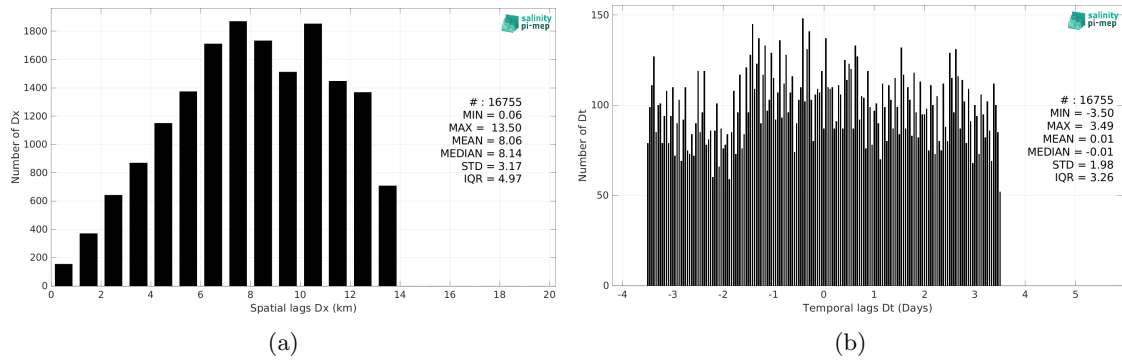 1800
1600
1400
1200
1000
800
600
400
200
0
Number of Dx
salinity
pi-mep
# : 16755
MIN = 0.06
MAX = 13.50
MEAN = 8.06
MEDIAN = 8.14
STD = 3.17
IQR = 4.97
0 2 4 6 8 10 12 14 16 18 20
Spatial lags Dx (km)
(a)
150
100
50
0
Number of Dt
salinity
pi-mep
# : 16755
MIN = -3.50
MAX = 3.49
MEAN = 0.01
MEDIAN = -0.01
STD = 1.98
IQR = 3.26
-4 -3 -2 -1 0 1 2 3 4 5
Temporal lags Dt (Days)
(b)